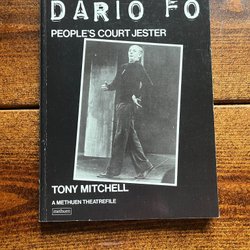 DARIO FO
PEOPLE'S COURT JESTER
TONY MITCHELL
A METHUEN THEATREFILE
methuen